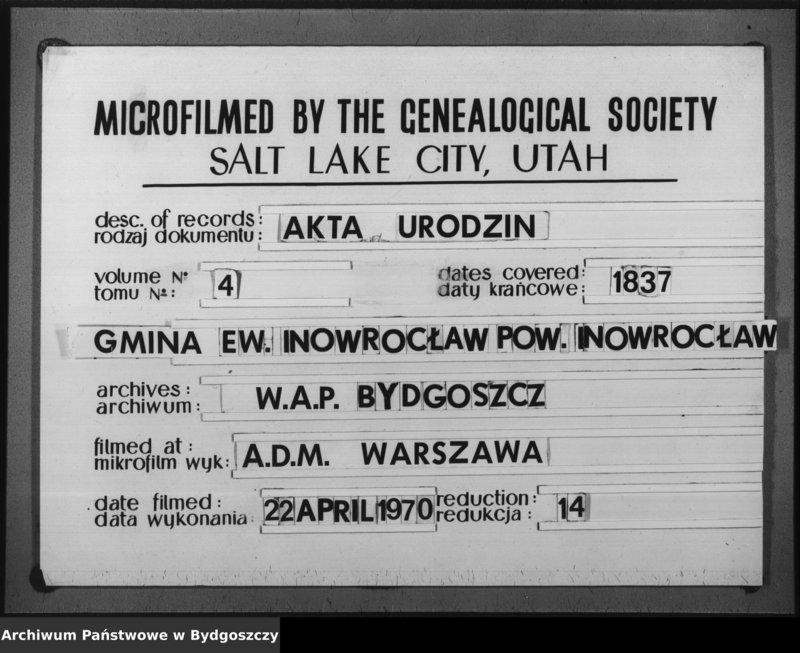 MICROFILMED BY THE GENEALOGICAL SOCIETY
SALT LAKE CITY, UTAH
desc. of records:
rodzaj dokumentu: AKTA URODZIN
volume Nº
tomu Nº: 4
dates covered:
daty krańcowe: 1837
GMINA EW. INOWROCŁAW POW. INOWROCŁAW
archives:
archiwum: W.A.P. BYDGOSZCZ
filmed at:
mikrofilm wyk: A.D.M. WARSZAWA
date filmed:
data wykonania 22 APRIL 1970
reduction:
redukcja: 14
Archiwum Państwowe w Bydgoszczy